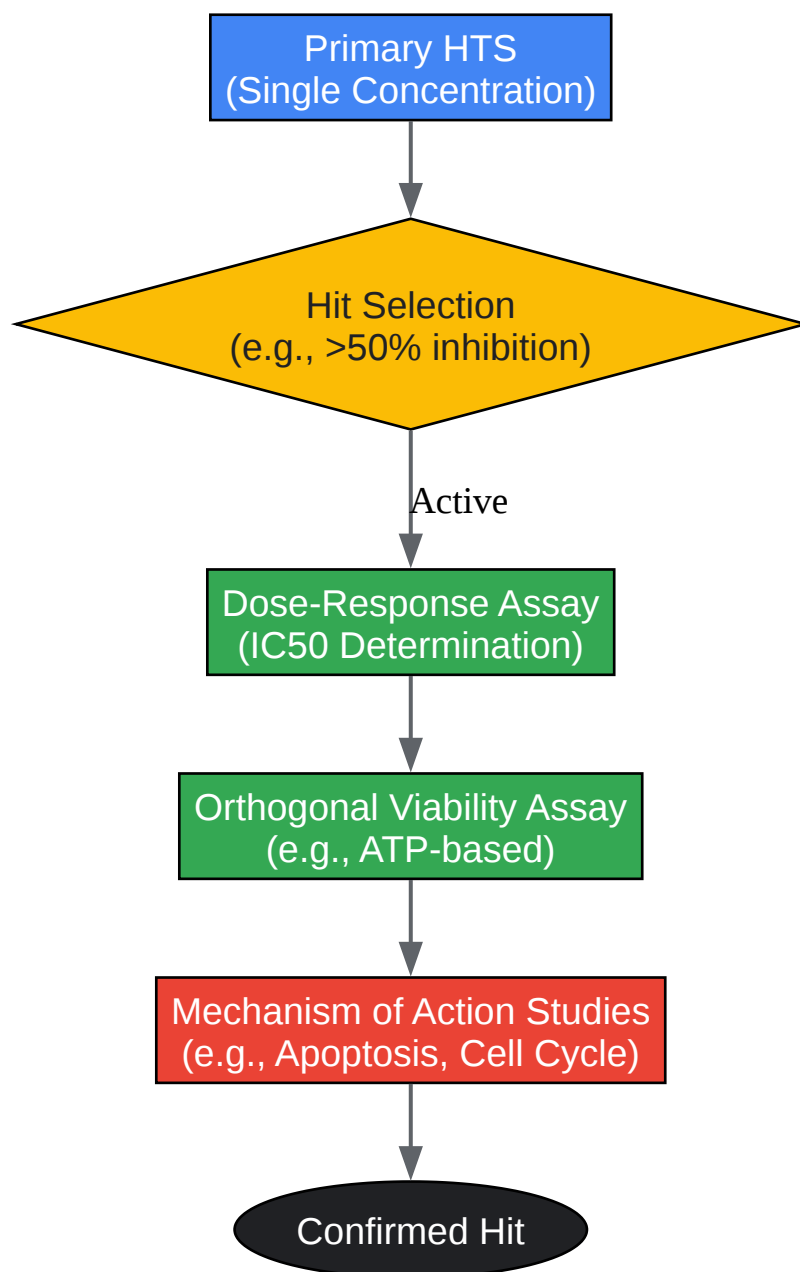 Primary HTS
(Single Concentration)
Hit Selection
(e.g., >50% inhibition)
Active
Dose-Response Assay
(IC50 Determination)
Orthogonal Viability Assay
(e.g., ATP-based)
Mechanism of Action Studies
(e.g., Apoptosis, Cell Cycle)
Confirmed Hit